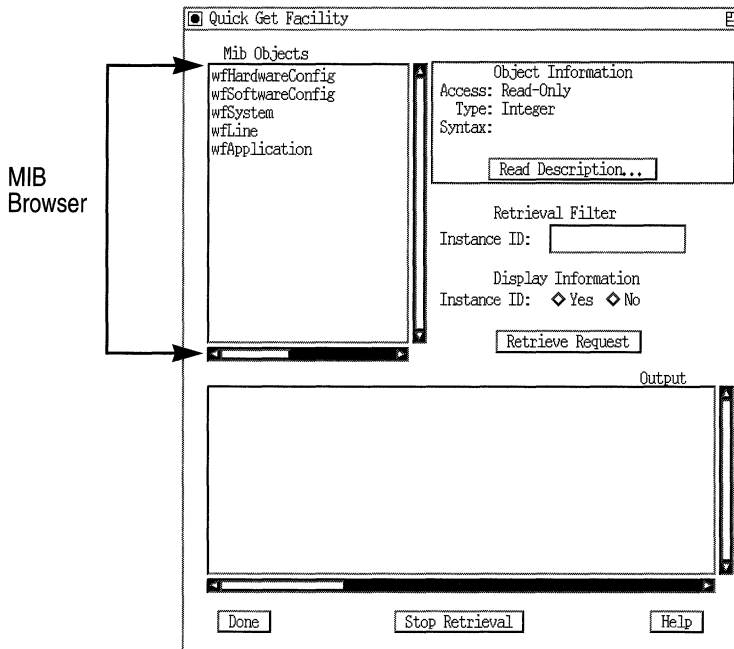 Quick Get Facility
Mib Objects
wfHardwareConfig
wfSoftwareConfig
wfSystem
wfLine
wfApplication
Object Information
Access: Read-Only
Type: Integer
Syntax:
Read Description...
MIB
Browser
Retrieval Filter
Instance ID:
Display Information
Instance ID: Yes No
Retrieve Request
Output
Done
Stop Retrieval
Help